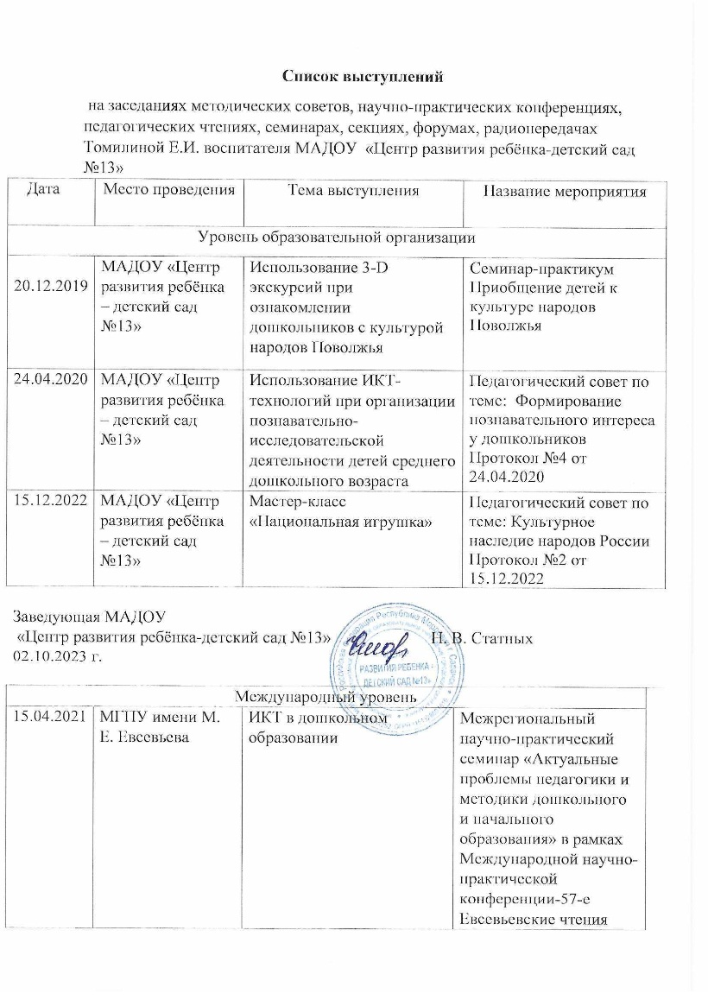 Список выступлений
на заседаниях методических советов, научно-практических конференциях,
педагогических чтениях, семинарах, секциях, форумах, радиопередачах
Томилиной Е.И. воспитателя МАДОУ «Центр развития ребёнка-детский сад
№13»
Дата Место проведения Тема выступления Название мероприятия
Уровень образовательной организации
20.12.2019
МАДОУ «Центр
развития ребёнка
– детский сад
№13»
Использование 3-D
экскурсий при
ознакомлении
дошкольников с культурой
народов Поволжья
Семинар-практикум
Приобщение детей к
культуре народов
Поволжья
24.04.2020
МАДОУ «Центр
развития ребёнка
– детский сад
№13»
Использование ИКТ-
технологий при организации
познавательно-
исследовательской
деятельности детей среднего
дошкольного возраста
Педагогический совет по
теме: Формирование
познавательного интереса
у дошкольников
Протокол №4 от
24.04.2020
15.12.2022
МАДОУ «Центр
развития ребёнка
– детский сад
№13»
Мастер-класс
«Национальная игрушка»
Педагогический совет по
теме: Культурное
наследие народов России
Протокол №2 от
15.12.2022
Заведующая МАДОУ
«Центр развития ребёнка-детский сад №13» Н. В. Статных
02.10.2023 г.
РАЗВИТИЯ РЕБЕНКА -
ДЕТСКИЙ САД №13»
Международный уровень
15.04.2021
МГПУ имени М.
Е. Евсевьева
ИКТ в дошкольном
образовании
Межрегиональный
научно-практический
семинар «Актуальные
проблемы педагогики и
методики дошкольного
и начального
образования» в рамках
Международной научно-
практической
конференции-57-е
Евсевьевские чтения